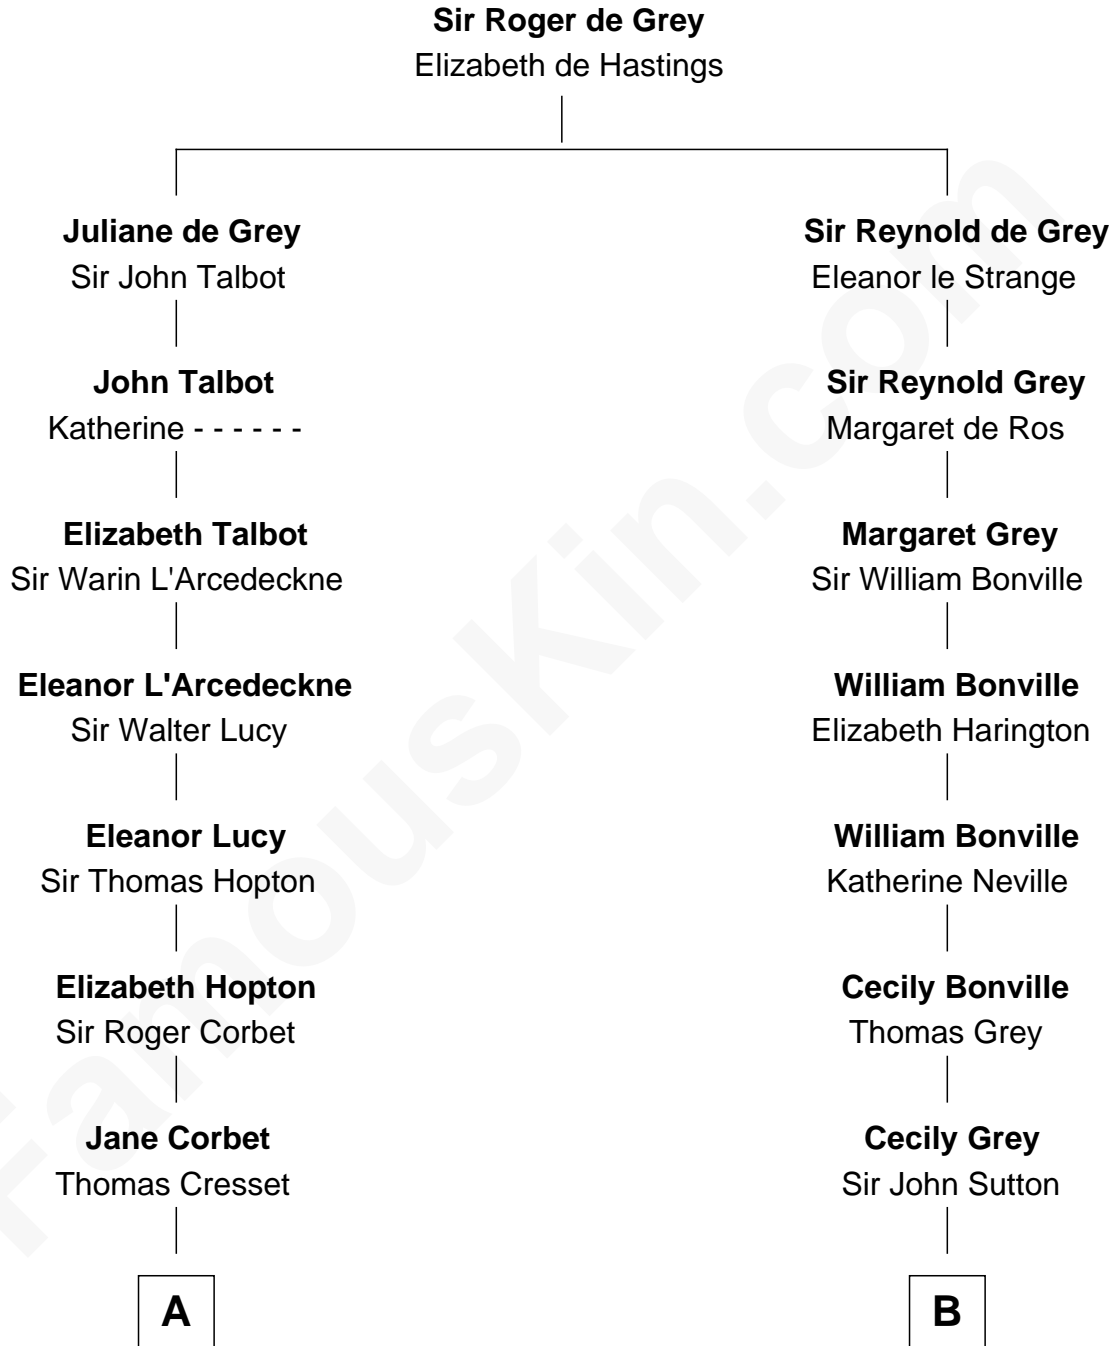 Sir Roger de Grey
Elizabeth de Hastings
Juliane de Grey
Sir John Talbot
Sir Reynold de Grey
Eleanor le Strange
John Talbot
Katherine - - - - - -
Sir Reynold Grey
Margaret de Ros
Elizabeth Talbot
Sir Warin L'Arcedeckne
Margaret Grey
Sir William Bonville
Eleanor L'Arcedeckne
Sir Walter Lucy
William Bonville
Elizabeth Harington
Eleanor Lucy
Sir Thomas Hopton
William Bonville
Katherine Neville
Elizabeth Hopton
Sir Roger Corbet
Cecily Bonville
Thomas Grey
Jane Corbet
Thomas Cresset
Cecily Grey
Sir John Sutton
A
B
FamousKin.com